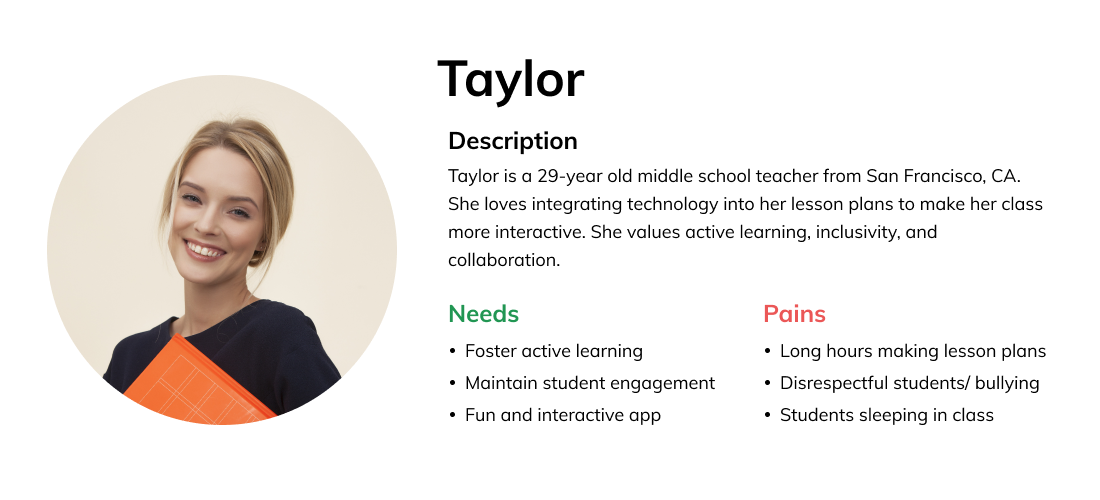 Taylor
Description
Taylor is a 29-year old middle school teacher from San Francisco, CA.
She loves integrating technology into her lesson plans to make her class
more interactive. She values active learning, inclusivity, and
collaboration.
Needs
• Foster active learning
• Maintain student engagement
• Fun and interactive app
Pains
• Long hours making lesson plans
• Disrespectful students/ bullying
• Students sleeping in class